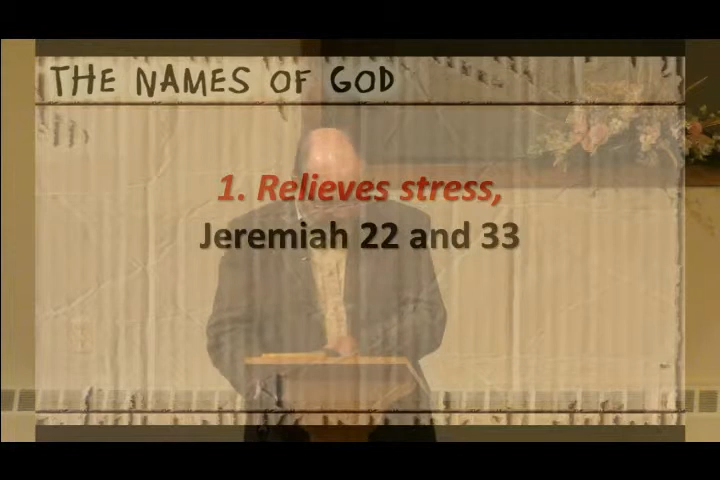 THE NAMES OF GOD
1. Relieves stress,
Jeremiah 22 and 33